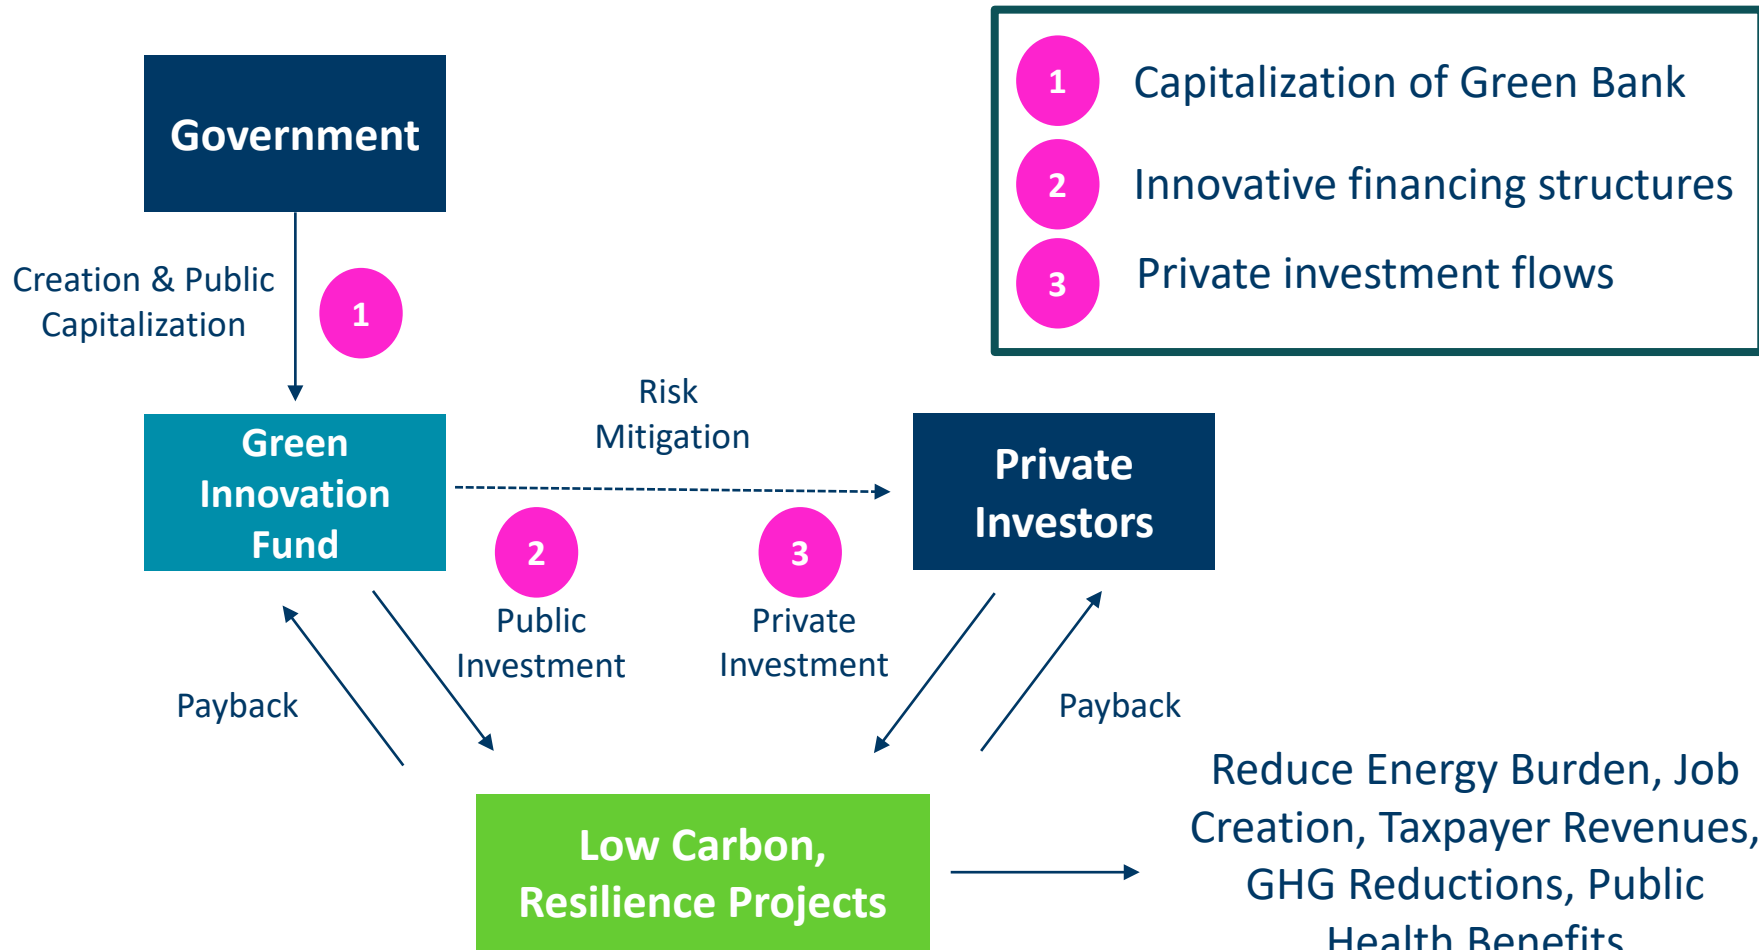 Government
1
Capitalization of Green Bank
2
Innovative financing structures
3
Private investment flows
Creation & Public
Capitalization
1
Risk
Mitigation
Green
Innovation
Fund
Private
Investors
2
3
Public
Investment
Private
Investment
Payback
Payback
Low Carbon,
Resilience Projects
Reduce Energy Burden, Job
Creation, Taxpayer Revenues,
GHG Reductions, Public
Health Benefits